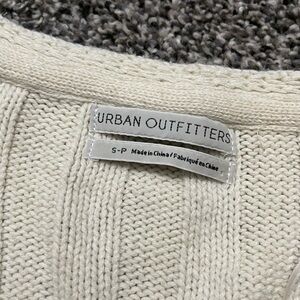 URBAN OUTFITTERS
S-P Made in China / Fabriqué en Chine